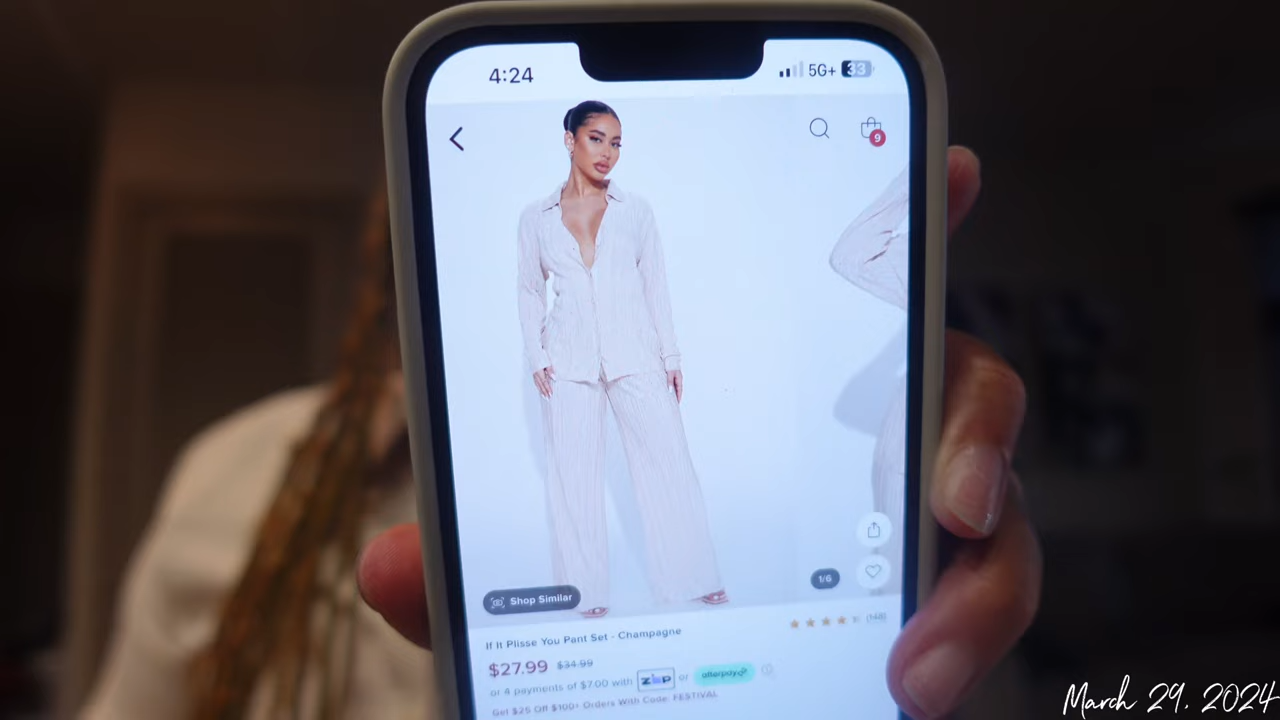 4:24
5G+ 33
9
1/6
Shop Similar
If It Plisse You Pant Set - Champagne
(148)
$27.99 $34.99
or 4 payments of $7.00 with zip or afterpay
Get $25 Off $100+ Orders With Code: FESTIVAL
March 29, 2024